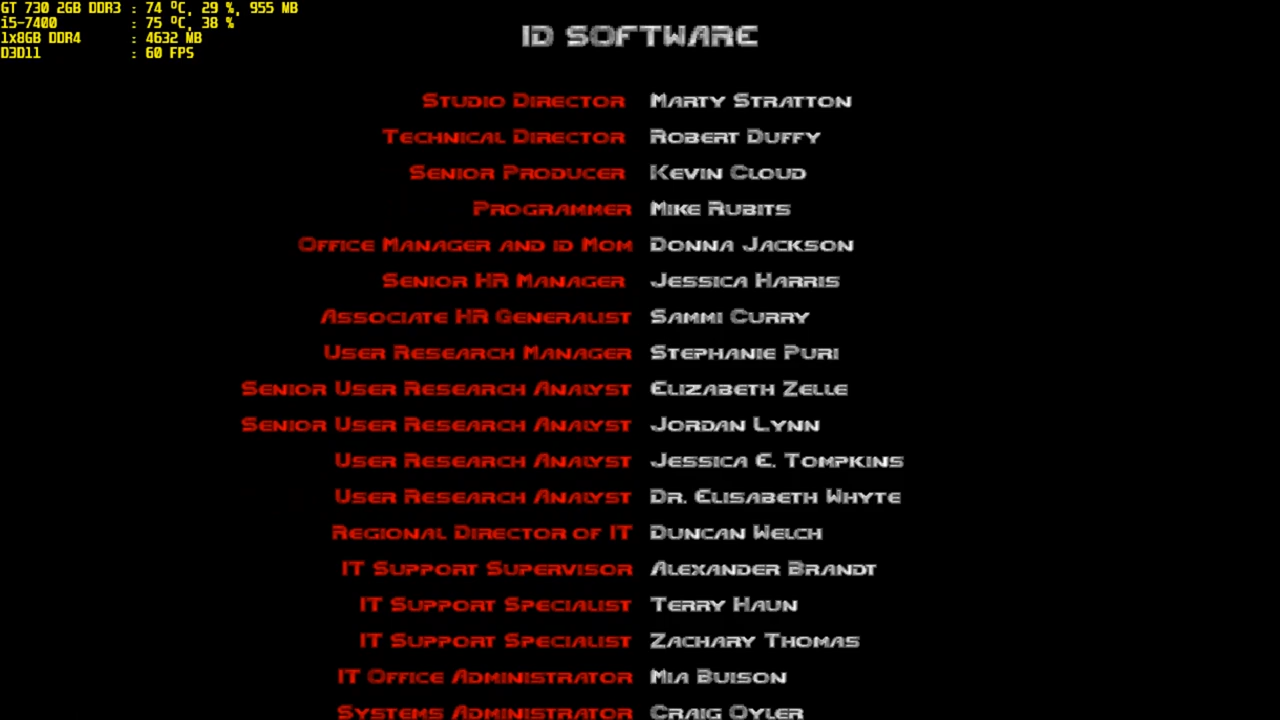 GT 730 2GB DDR3 : 74 ºC, 29 %, 955 MB
i5-7400 : 75 ºC, 38 %
1x8GB DDR4 : 4632 MB
D3D11 : 60 FPS
ID SOFTWARE
STUDIO DIRECTOR MARTY STRATTON
TECHNICAL DIRECTOR ROBERT DUFFY
SENIOR PRODUCER KEVIN CLOUD
PROGRAMMER MIKE RUBITS
OFFICE MANAGER AND ID MOM DONNA JACKSON
SENIOR HR MANAGER JESSICA HARRIS
ASSOCIATE HR GENERALIST SAMMI CURRY
USER RESEARCH MANAGER STEPHANIE PURI
SENIOR USER RESEARCH ANALYST ELIZABETH ZELLE
SENIOR USER RESEARCH ANALYST JORDAN LYNN
USER RESEARCH ANALYST JESSICA E. TOMPKINS
USER RESEARCH ANALYST DR. ELISABETH WHYTE
REGIONAL DIRECTOR OF IT DUNCAN WELCH
IT SUPPORT SUPERVISOR ALEXANDER BRANDT
IT SUPPORT SPECIALIST TERRY HAUN
IT SUPPORT SPECIALIST ZACHARY THOMAS
IT OFFICE ADMINISTRATOR MIA BUISON
SYSTEMS ADMINISTRATOR CRAIG OYLER